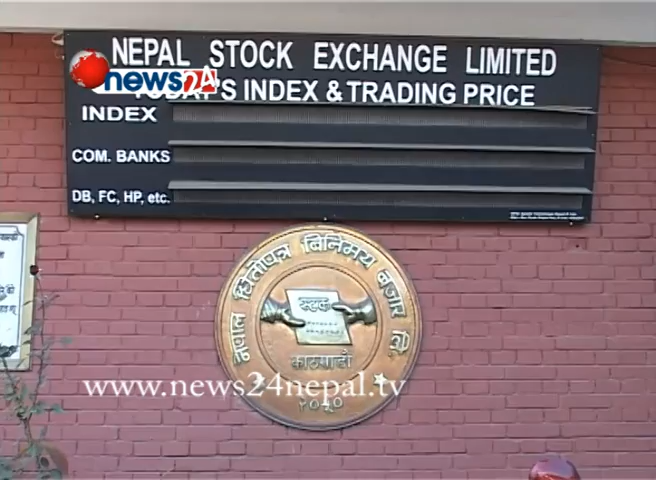 NEPAL STOCK EXCHANGE LIMITED
news24
TODAY'S INDEX & TRADING PRICE
INDEX
COM. BANKS
DB, FC, HP, etc.
नेपाल धितोपत्र विनिमय बजार लि.
काठमाडौं
www.news24nepal.tv